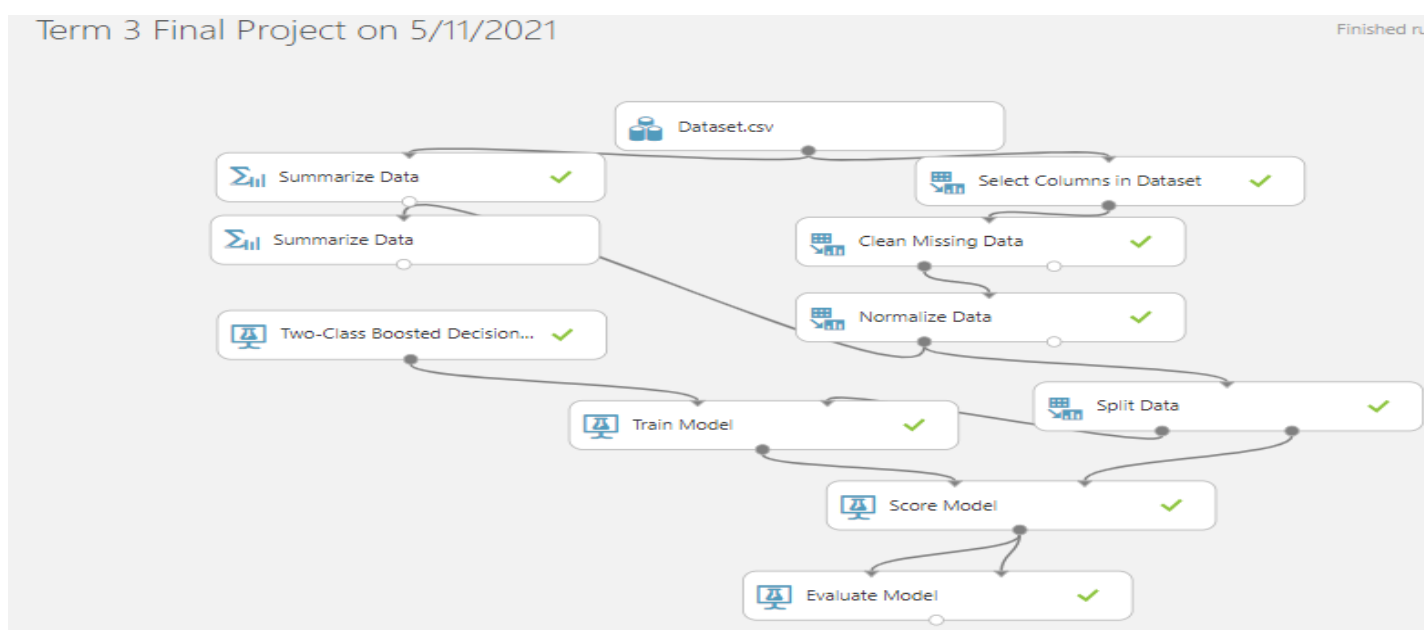 Term 3 Final Project on 5/11/2021
Finished ru
Dataset.csv
Summarize Data
Select Columns in Dataset
Summarize Data
Clean Missing Data
Normalize Data
Two-Class Boosted Decision...
Split Data
Train Model
Score Model
Evaluate Model